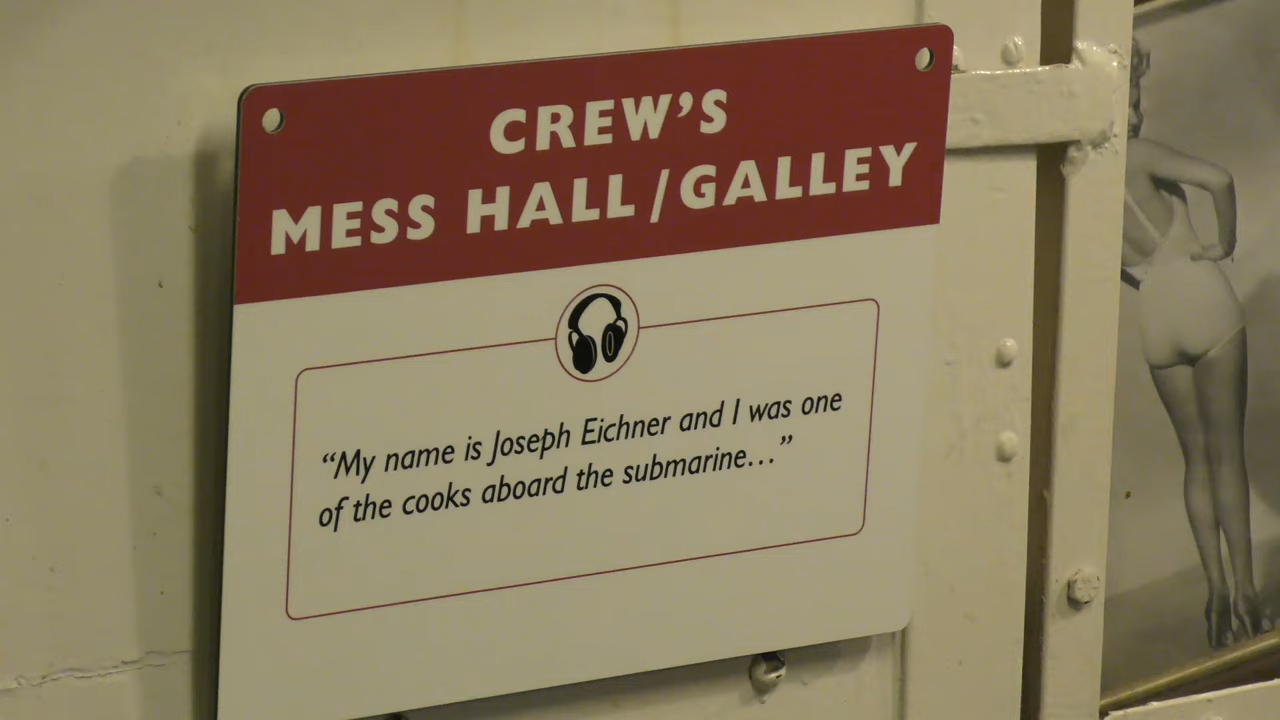 CREW’S
MESS HALL/GALLEY
“My name is Joseph Eichner and I was one
of the cooks aboard the submarine…”